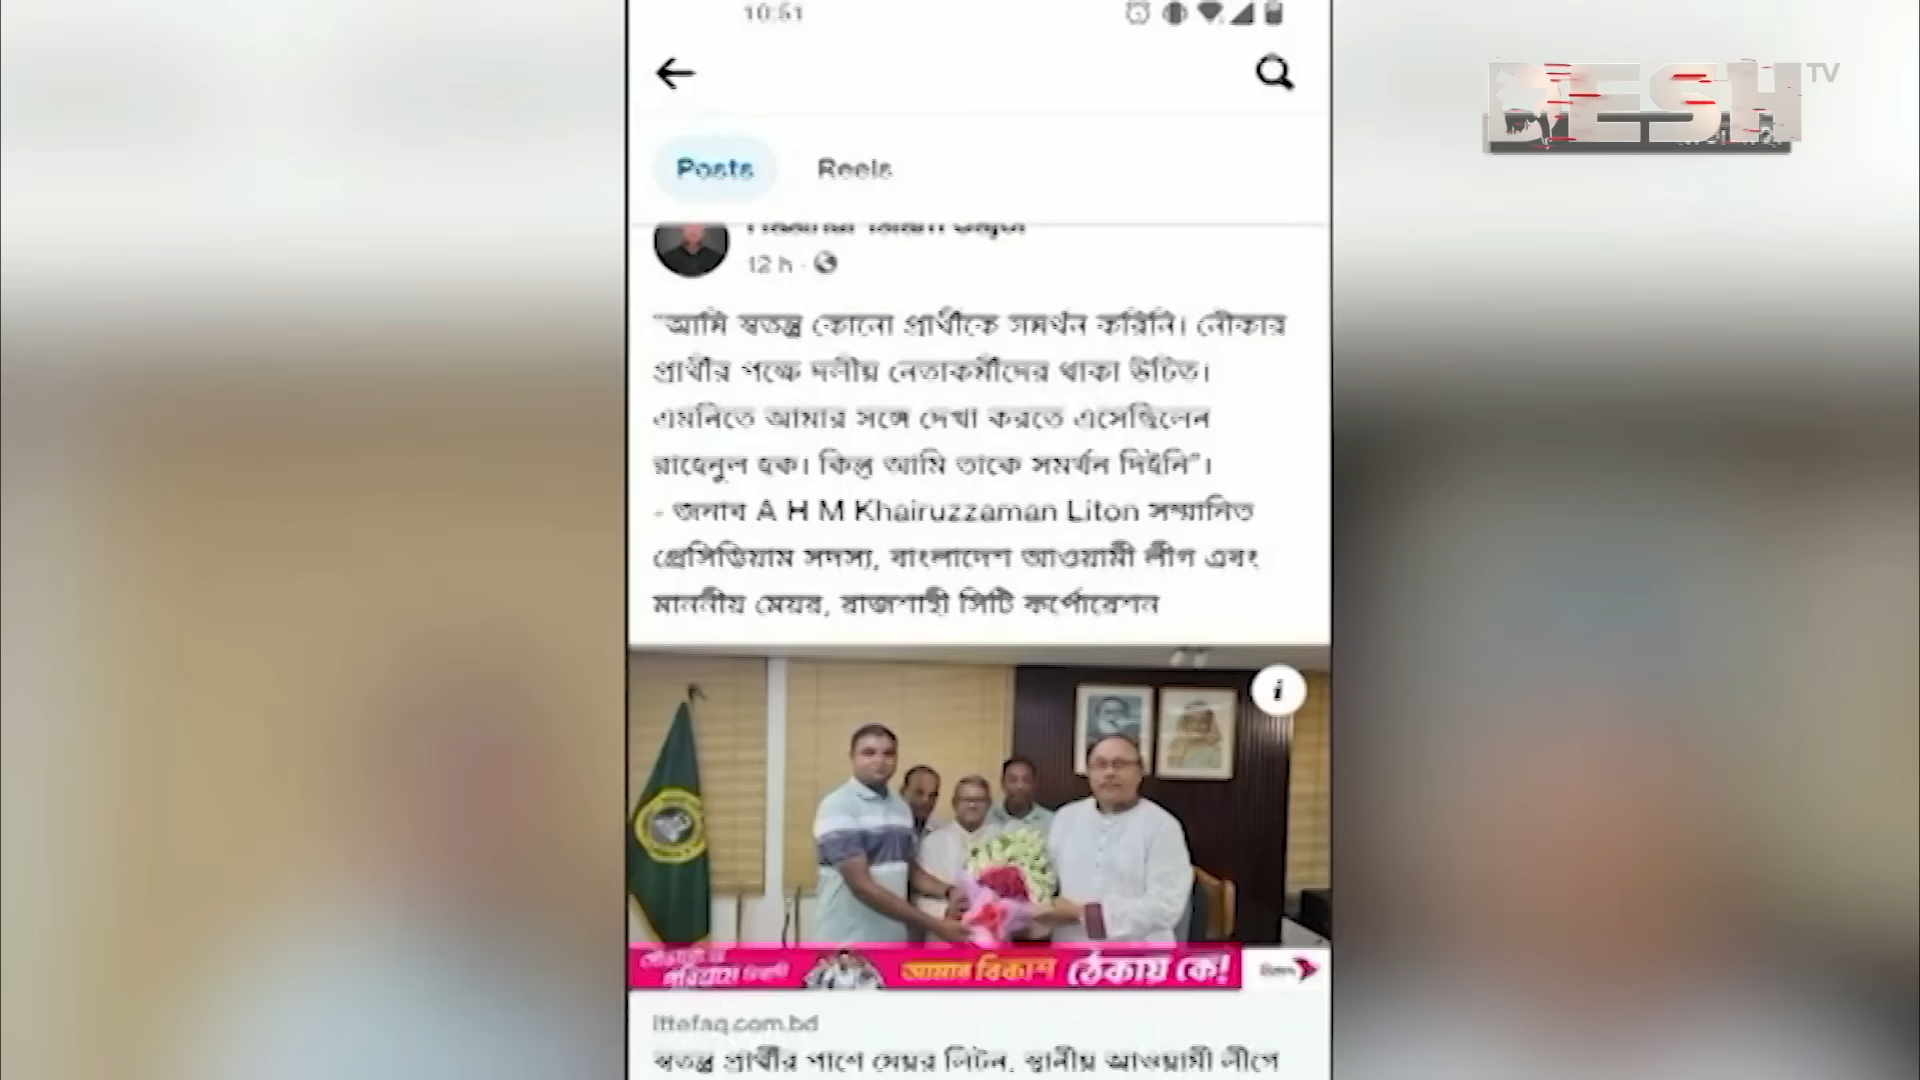 10:51
DESH TV
Posts Reels
12 h
"আমি স্বতন্ত্র কোনো প্রার্থীকে সমর্থন করিনি। নৌকার
প্রার্থীর পক্ষে দলীয় নেতাকর্মীদের থাকা উচিত।
এমনিতে আমার সঙ্গে দেখা করতে এসেছিলেন
রাহেনুল হক। কিন্তু আমি তাকে সমর্থন দিইনি"।
- জনাব A H M Khairuzzaman Liton সম্মানিত
প্রেসিডিয়াম সদস্য, বাংলাদেশ আওয়ামী লীগ এবং
মাননীয় মেয়র, রাজশাহী সিটি কর্পোরেশন
আমার বিকাশ ঠেকায় কে!
ittefaq.com.bd
স্বতন্ত্র প্রার্থীর পাশে মেয়র লিটন, স্থানীয় আওয়ামী লীগে